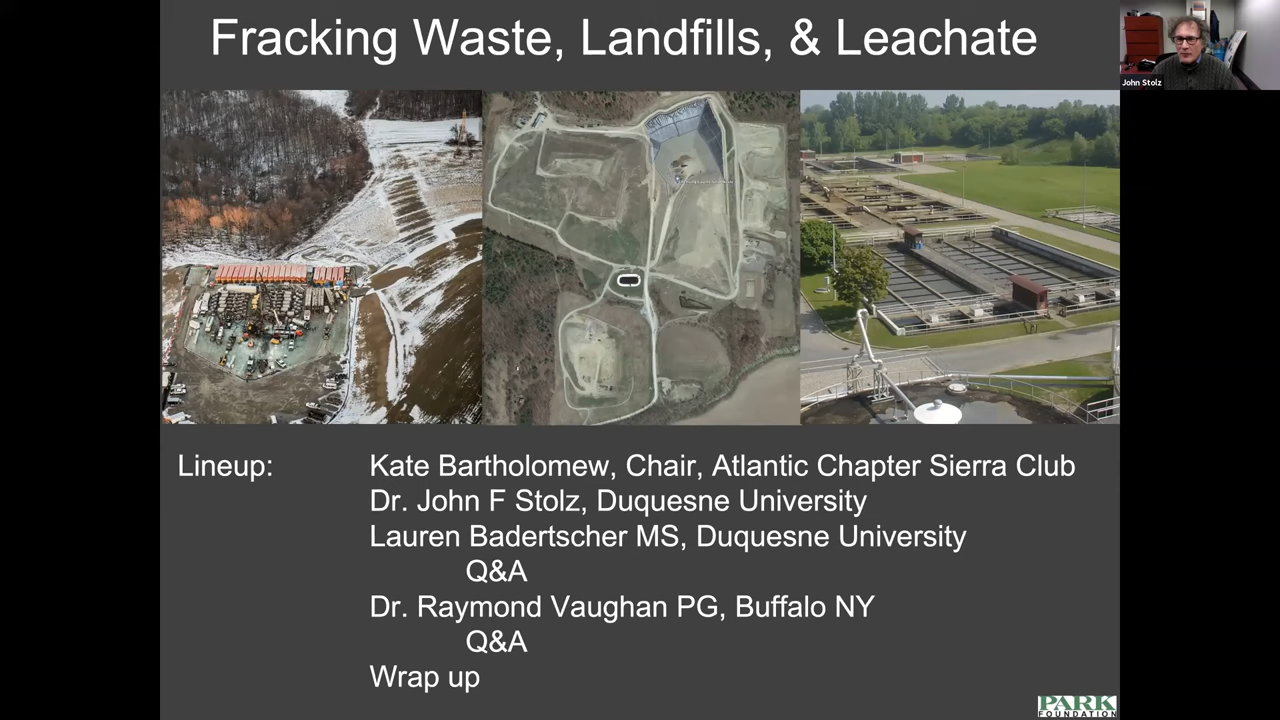 Fracking Waste, Landfills, & Leachate
John Stolz
Lineup:
Kate Bartholomew, Chair, Atlantic Chapter Sierra Club
Dr. John F Stolz, Duquesne University
Lauren Badertscher MS, Duquesne University
Q&A
Dr. Raymond Vaughan PG, Buffalo NY
Q&A
Wrap up
PARK
FOUNDATION